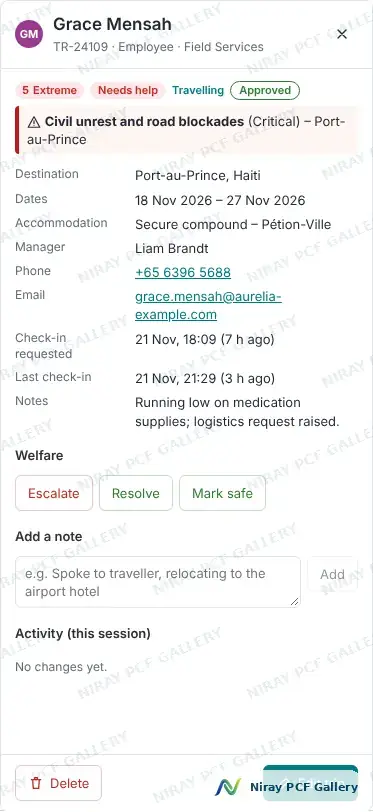 GM
Grace Mensah
TR-24109 · Employee · Field Services
5 Extreme Needs help Travelling Approved
Civil unrest and road blockades (Critical) – Port-
au-Prince
Destination Port-au-Prince, Haiti
Dates 18 Nov 2026 – 27 Nov 2026
Accommodation Secure compound – Pétion-Ville
Manager Liam Brandt
Phone +65 6396 5688
Email grace.mensah@aurelia-
example.com
Check-in requested 21 Nov, 18:09 (7 h ago)
Last check-in 21 Nov, 21:29 (3 h ago)
Notes Running low on medication
supplies; logistics request raised.
Welfare
Escalate Resolve Mark safe
Add a note
e.g. Spoke to traveller, relocating to the
airport hotel
Add
Activity (this session)
No changes yet.
Delete
Niray PCF Gallery
NIRAY PCF GALLERY